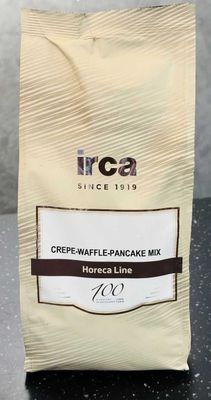 irca
SINCE 1919
CREPE-WAFFLE-PANCAKE MIX
Horeca Line
100